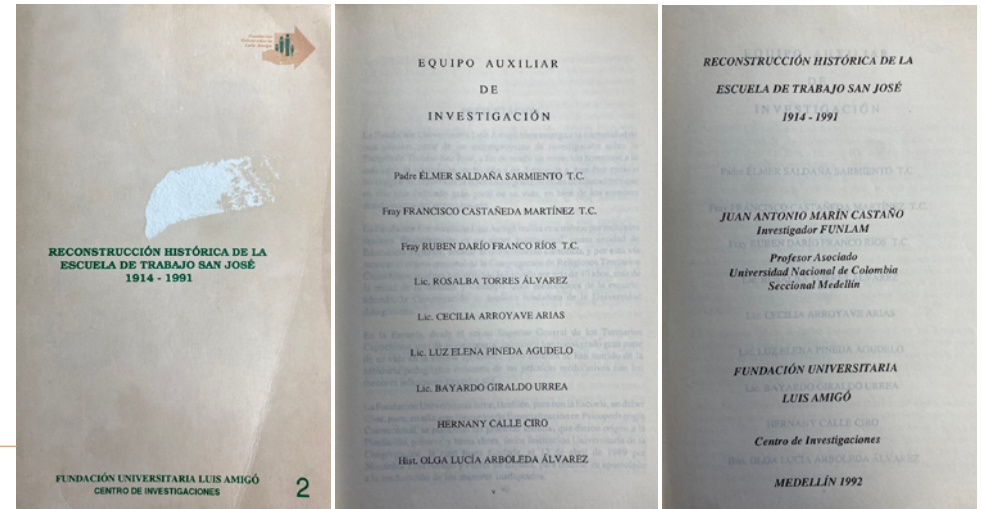 Fundación
Universitaria
Luis Amigó
RECONSTRUCCIÓN HISTÓRICA DE LA
ESCUELA DE TRABAJO SAN JOSÉ
1914 - 1991
FUNDACIÓN UNIVERSITARIA LUIS AMIGÓ
CENTRO DE INVESTIGACIONES
2
EQUIPO AUXILIAR
DE
INVESTIGACIÓN
Padre ÉLMER SALDAÑA SARMIENTO T.C.
Fray FRANCISCO CASTAÑEDA MARTÍNEZ T.C.
Fray RUBEN DARÍO FRANCO RÍOS T.C.
Lic. ROSALBA TORRES ÁLVAREZ
Lic. CECILIA ARROYAVE ARIAS
Lic. LUZ ELENA PINEDA AGUDELO
Lic. BAYARDO GIRALDO URREA
HERNANY CALLE CIRO
Hist. OLGA LUCÍA ARBOLEDA ÁLVAREZ
v
RECONSTRUCCIÓN HISTÓRICA DE LA
ESCUELA DE TRABAJO SAN JOSÉ
1914 - 1991
JUAN ANTONIO MARÍN CASTAÑO
Investigador FUNLAM
Profesor Asociado
Universidad Nacional de Colombia
Seccional Medellín
FUNDACIÓN UNIVERSITARIA
LUIS AMIGÓ
Centro de Investigaciones
MEDELLÍN 1992